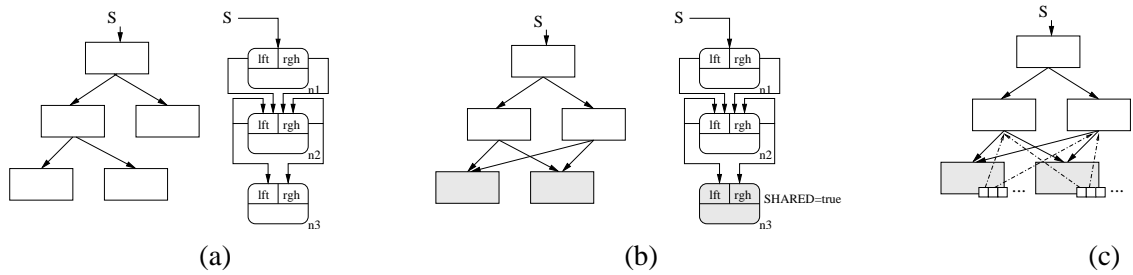 S
S
lft rgh
n1
lft rgh
n2
lft rgh
n3
(a)
S
S
lft rgh
n1
lft rgh
n2
lft rgh
SHARED=true
n3
(b)
S
...
...
(c)